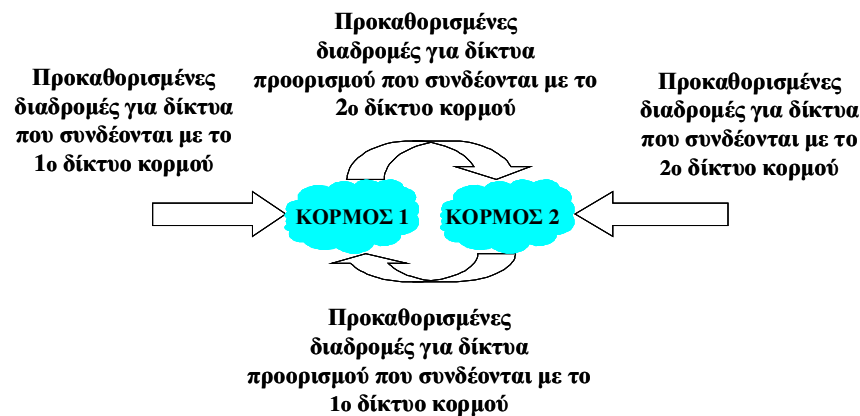 Προκαθορισμένες
διαδρομές για δίκτυα
προορισμού που συνδέονται με το
2ο δίκτυο κορμού
Προκαθορισμένες
διαδρομές για δίκτυα
που συνδέονται με το
1ο δίκτυο κορμού
Προκαθορισμένες
διαδρομές για δίκτυα
που συνδέονται με το
2ο δίκτυο κορμού
ΚΟΡΜΟΣ 1
ΚΟΡΜΟΣ 2
Προκαθορισμένες
διαδρομές για δίκτυα
προορισμού που συνδέονται με το
1ο δίκτυο κορμού